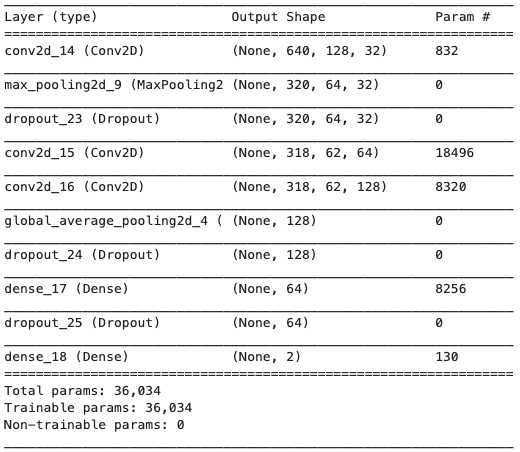 Layer (type) Output Shape Param #
conv2d_14 (Conv2D) (None, 640, 128, 32) 832
max_pooling2d_9 (MaxPooling2 (None, 320, 64, 32) 0
dropout_23 (Dropout) (None, 320, 64, 32) 0
conv2d_15 (Conv2D) (None, 318, 62, 64) 18496
conv2d_16 (Conv2D) (None, 318, 62, 128) 8320
global_average_pooling2d_4 ( (None, 128) 0
dropout_24 (Dropout) (None, 128) 0
dense_17 (Dense) (None, 64) 8256
dropout_25 (Dropout) (None, 64) 0
dense_18 (Dense) (None, 2) 130
Total params: 36,034
Trainable params: 36,034
Non-trainable params: 0